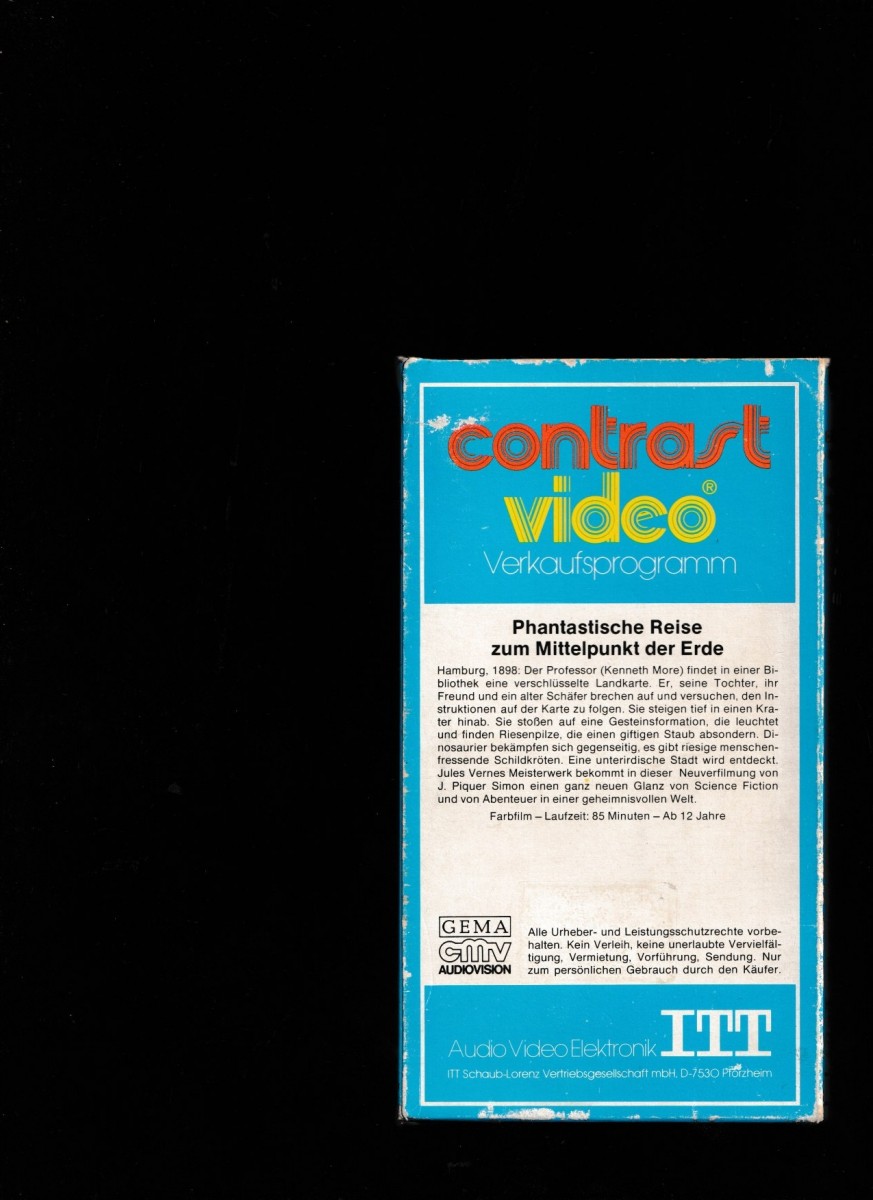 contrast
video®
Verkaufsprogramm
Phantastische Reise
zum Mittelpunkt der Erde
Hamburg, 1898: Der Professor (Kenneth More) findet in einer Bi-
bliothek eine verschlüsselte Landkarte. Er, seine Tochter, ihr
Freund und ein alter Schäfer brechen auf und versuchen, den In-
struktionen auf der Karte zu folgen. Sie steigen tief in einen Kra-
ter hinab. Sie stoßen auf eine Gesteinsformation, die leuchtet
und finden Riesenpilze, die einen giftigen Staub absondern. Di-
nosaurier bekämpfen sich gegenseitig, es gibt riesige menschen-
fressende Schildkröten. Eine unterirdische Stadt wird entdeckt.
Jules Vernes Meisterwerk bekommt in dieser Neuverfilmung von
J. Piquer Simon einen ganz neuen Glanz von Science Fiction
und von Abenteuer in einer geheimnisvollen Welt.
Farbfilm – Laufzeit: 85 Minuten – Ab 12 Jahre
GEMA
cmv
AUDIOVISION
Alle Urheber- und Leistungsschutzrechte vorbe-
halten. Kein Verleih, keine unerlaubte Vervielfäl-
tigung, Vermietung, Vorführung, Sendung. Nur
zum persönlichen Gebrauch durch den Käufer.
Audio Video Elektronik ITT
ITT Schaub-Lorenz Vertriebsgesellschaft mbH, D-7530 Pforzheim